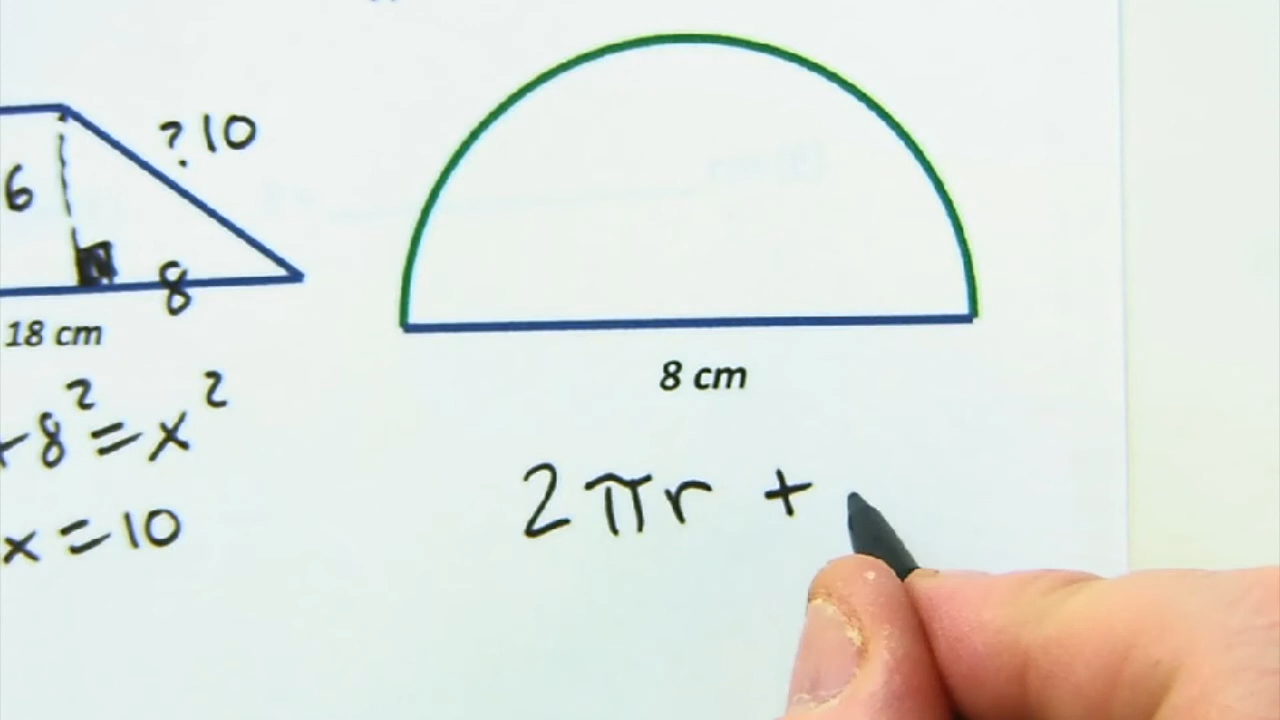 ?10
6
8
18 cm
8 cm
+8²=x²
x=10
2πr +